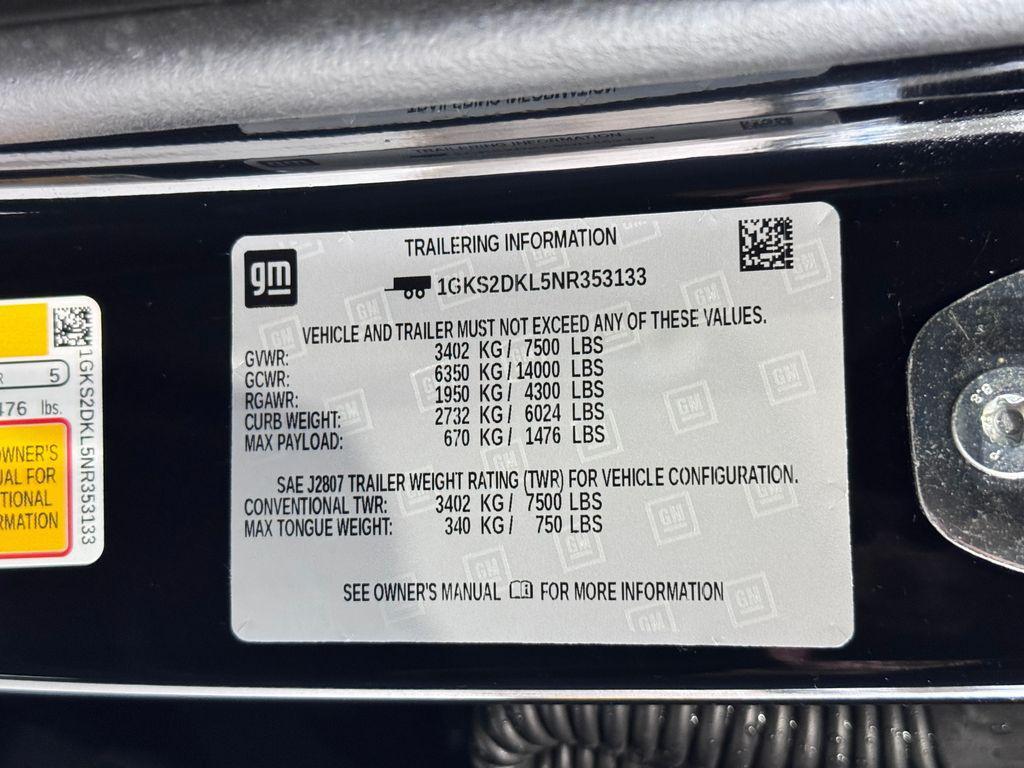 gm
TRAILERING INFORMATION
1GKS2DKL5NR353133
VEHICLE AND TRAILER MUST NOT EXCEED ANY OF THESE VALUES.
GVWR: 3402 KG / 7500 LBS
GCWR: 6350 KG / 14000 LBS
RGAWR: 1950 KG / 4300 LBS
CURB WEIGHT: 2732 KG / 6024 LBS
MAX PAYLOAD: 670 KG / 1476 LBS
SAE J2807 TRAILER WEIGHT RATING (TWR) FOR VEHICLE CONFIGURATION.
CONVENTIONAL TWR: 3402 KG / 7500 LBS
MAX TONGUE WEIGHT: 340 KG / 750 LBS
SEE OWNER'S MANUAL FOR MORE INFORMATION
5
476 lbs.
OWNER'S
UAL FOR
TIONAL
RMATION
1GKS2DKL5NR353133
8.8